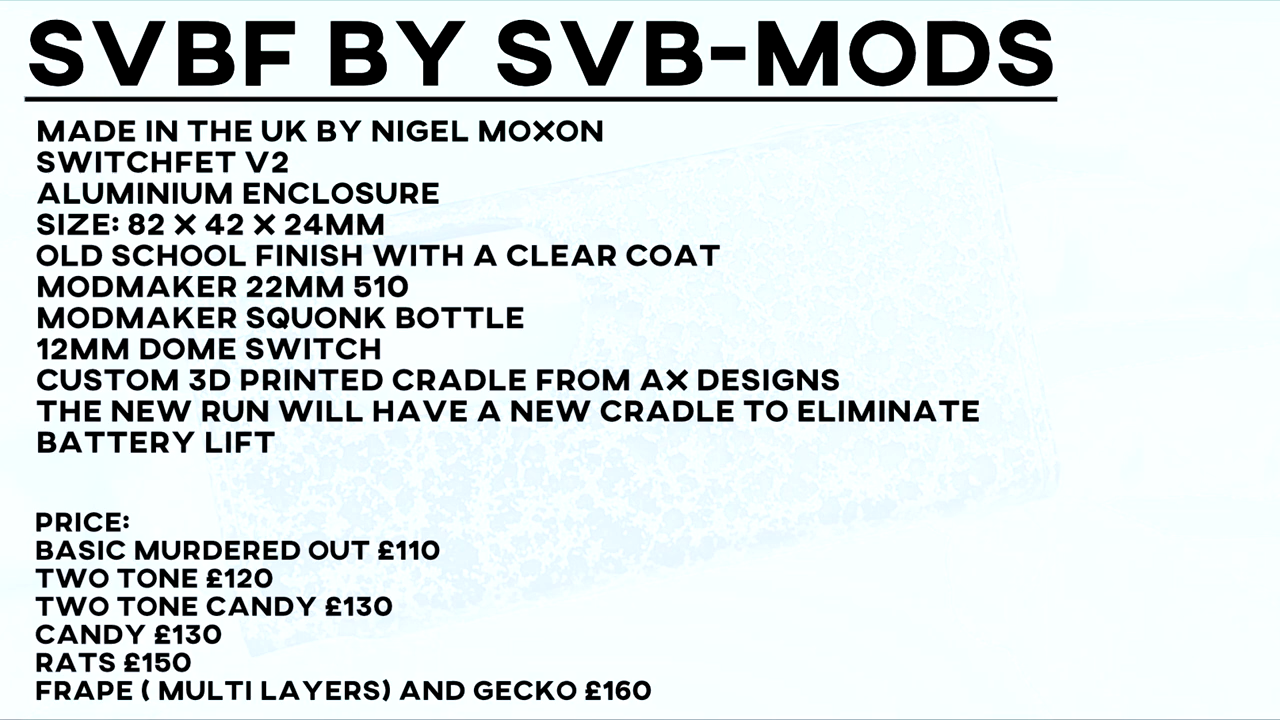 SVBF BY SVB-MODS
MADE IN THE UK BY NIGEL MOXON
SWITCHFET V2
ALUMINIUM ENCLOSURE
SIZE: 82 X 42 X 24MM
OLD SCHOOL FINISH WITH A CLEAR COAT
MODMAKER 22MM 510
MODMAKER SQUONK BOTTLE
12MM DOME SWITCH
CUSTOM 3D PRINTED CRADLE FROM AX DESIGNS
THE NEW RUN WILL HAVE A NEW CRADLE TO ELIMINATE
BATTERY LIFT
PRICE:
BASIC MURDERED OUT £110
TWO TONE £120
TWO TONE CANDY £130
CANDY £130
RATS £150
FRAPE ( MULTI LAYERS) AND GECKO £160